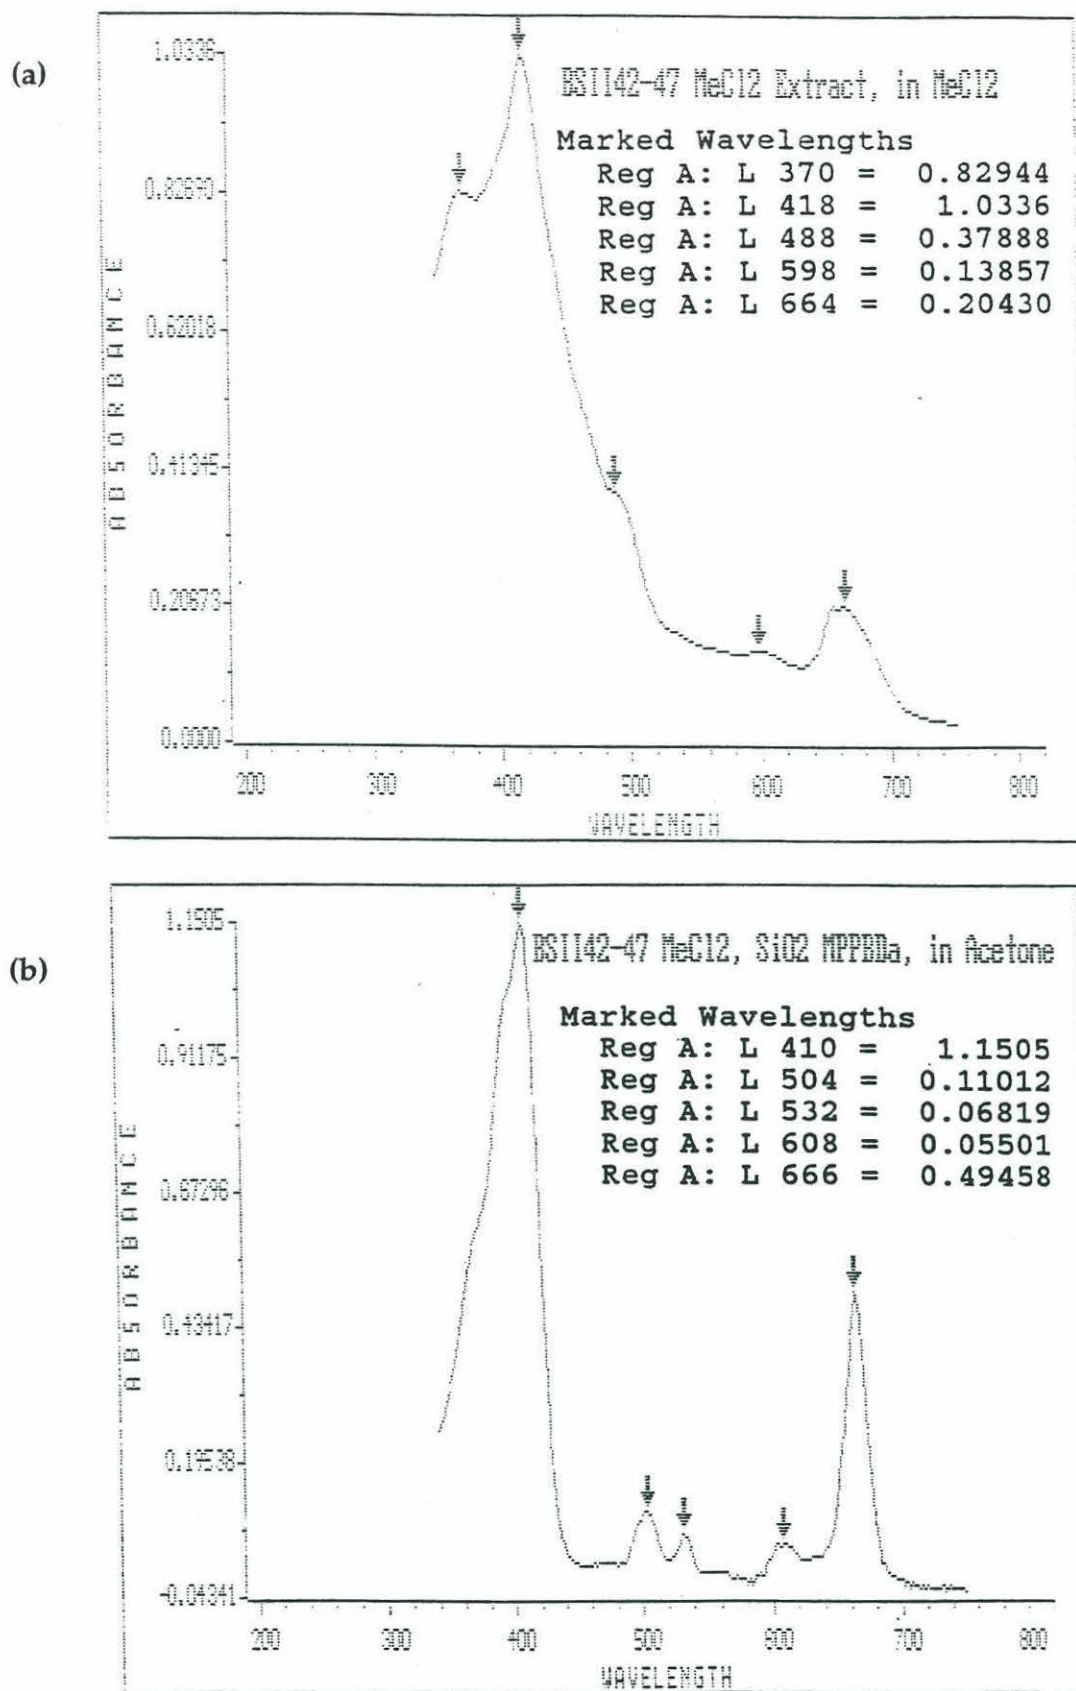 (a)
1.0336
0.82690
0.62018
0.41345
0.20673
0.0000
ABSORBANCE
BSII42-47 MeCl2 Extract, in MeCl2
Marked Wavelengths
Reg A: L 370 = 0.82944
Reg A: L 418 = 1.0336
Reg A: L 488 = 0.37888
Reg A: L 598 = 0.13857
Reg A: L 664 = 0.20430
200 300 400 500 600 700 800
WAVELENGTH
(b)
1.1505
0.91175
0.67296
0.43417
0.19538
-0.04341
ABSORBANCE
BSII42-47 MeCl2, SiO2 MPPBDa, in Acetone
Marked Wavelengths
Reg A: L 410 = 1.1505
Reg A: L 504 = 0.11012
Reg A: L 532 = 0.06819
Reg A: L 608 = 0.05501
Reg A: L 666 = 0.49458
200 300 400 500 600 700 800
WAVELENGTH